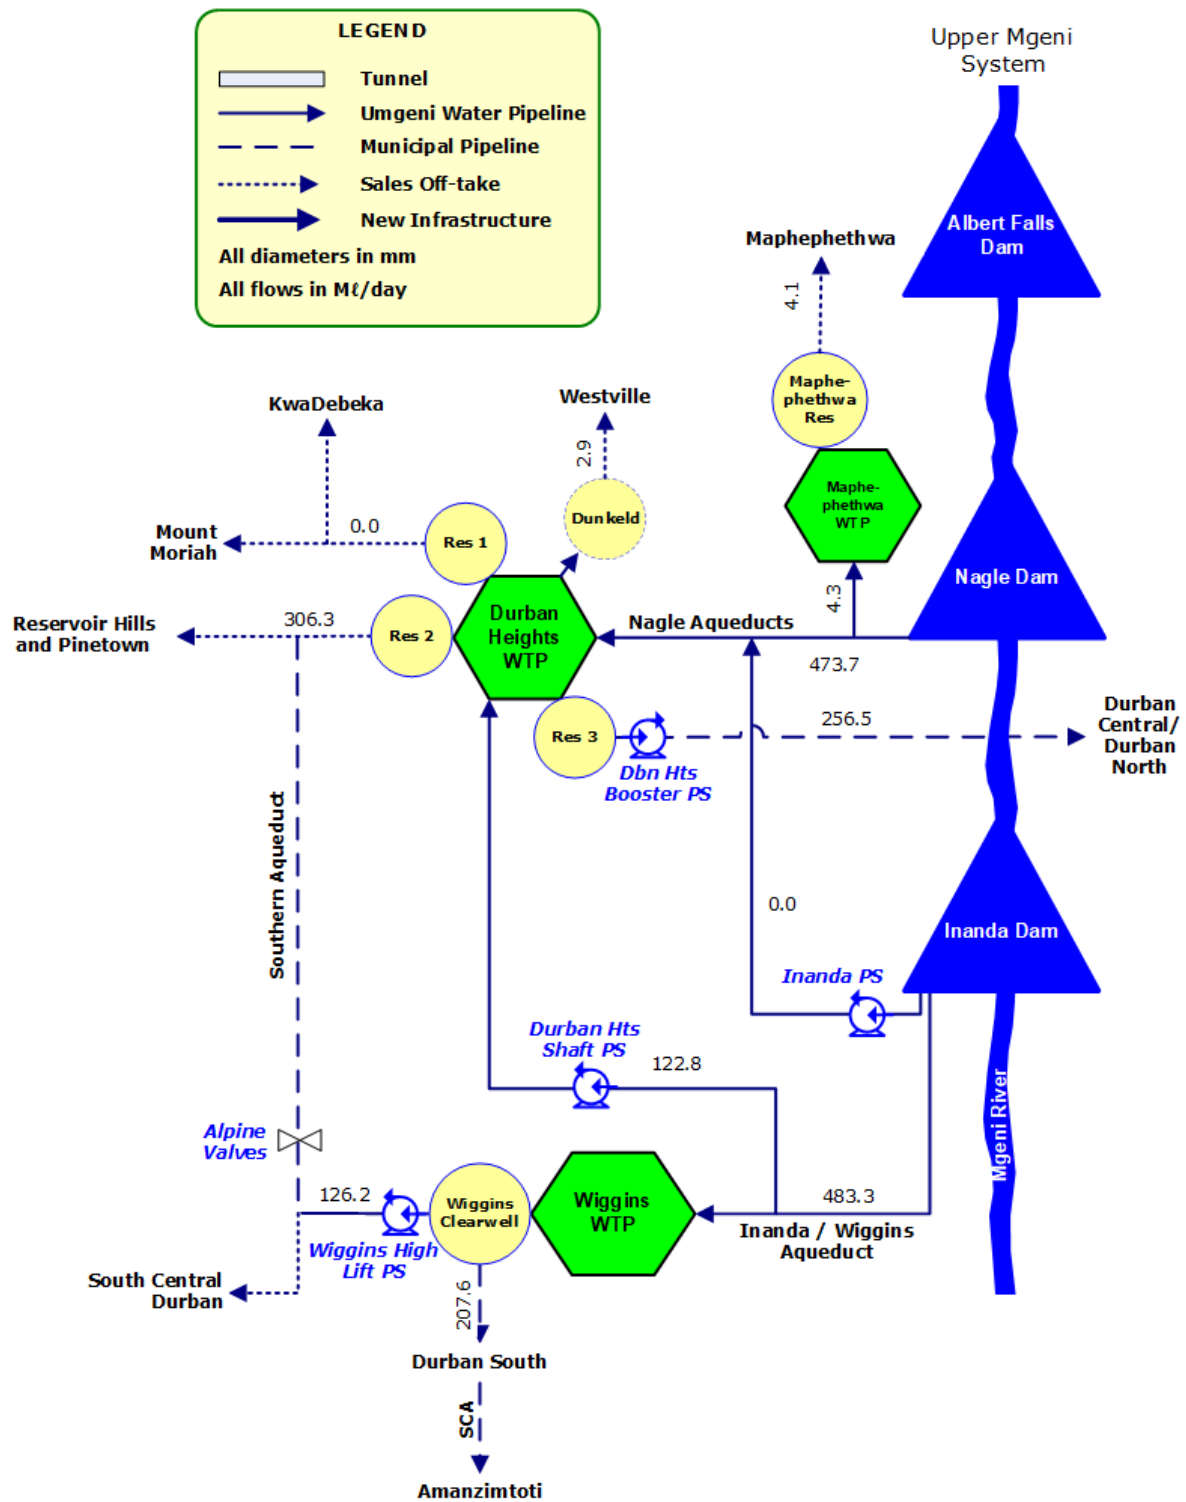 LEGEND
Tunnel
Umgeni Water Pipeline
Municipal Pipeline
Sales Off-take
New Infrastructure
All diameters in mm
All flows in Mℓ/day
Upper Mgeni
System
Albert Falls
Dam
Maphephethwa
4.1
Maphe-
phethwa
Res
Maphe-
phethwa
WTP
4.3
KwaDebeka
Westville
2.9
Dunkeld
Mount
Moriah
0.0
Res 1
Nagle Dam
Reservoir Hills
and Pinetown
306.3
Res 2
Durban
Heights
WTP
Nagle Aqueducts
473.7
Res 3
Dbn Hts
Booster PS
256.5
Durban
Central/
Durban
North
Southern Aqueduct
0.0
Inanda Dam
Inanda PS
Durban Hts
Shaft PS
122.8
Mgeni River
Alpine
Valves
126.2
Wiggins High
Lift PS
Wiggins
Clearwell
Wiggins
WTP
483.3
Inanda / Wiggins
Aqueduct
South Central
Durban
207.6
Durban South
SCA
Amanzimtoti